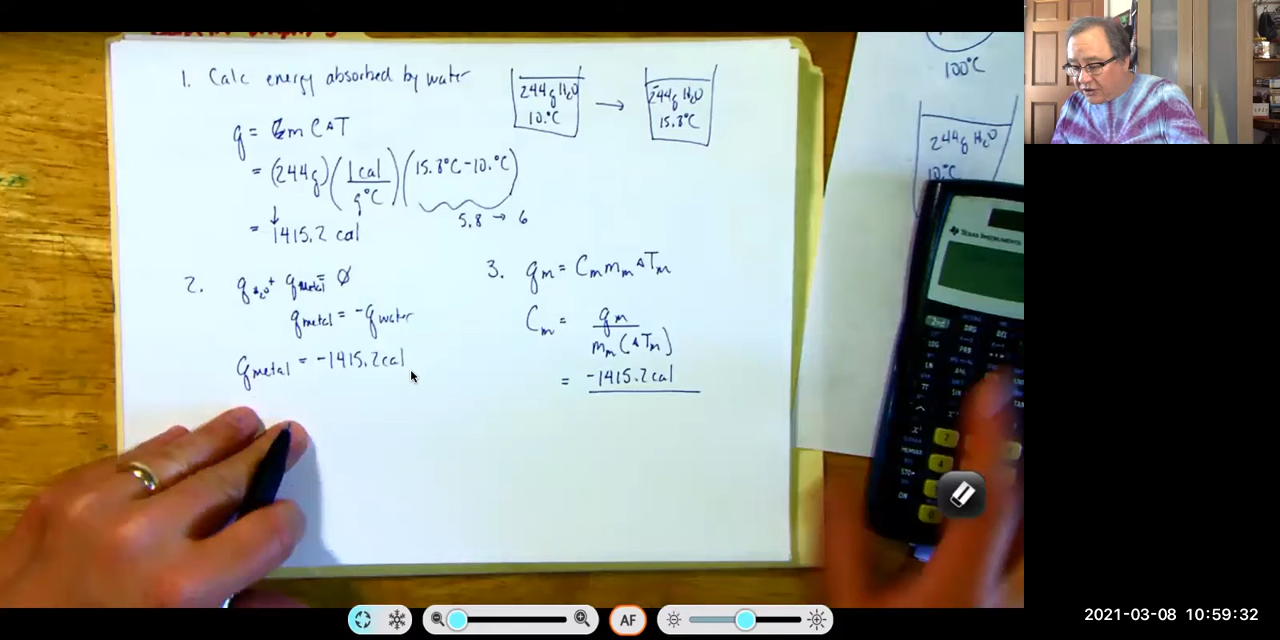 1. Calc energy absorbed by water
244g H₂O
10.°C
→
244g H₂O
15.8°C
q = m C ΔT
= (244g) (1 cal / g°C) (15.8°C - 10.°C)
5.8 → 6
= 1415.2 cal
2. qH₂O + qmetal = 0
qmetal = -qwater
qmetal = -1415.2 cal
3. qm = Cm mm ΔTm
Cm = qm / mm (ΔTm)
= -1415.2 cal
100°C
244g H₂O
10.°C
TEXAS INSTRUMENTS
2nd
AF
2021-03-08 10:59:32